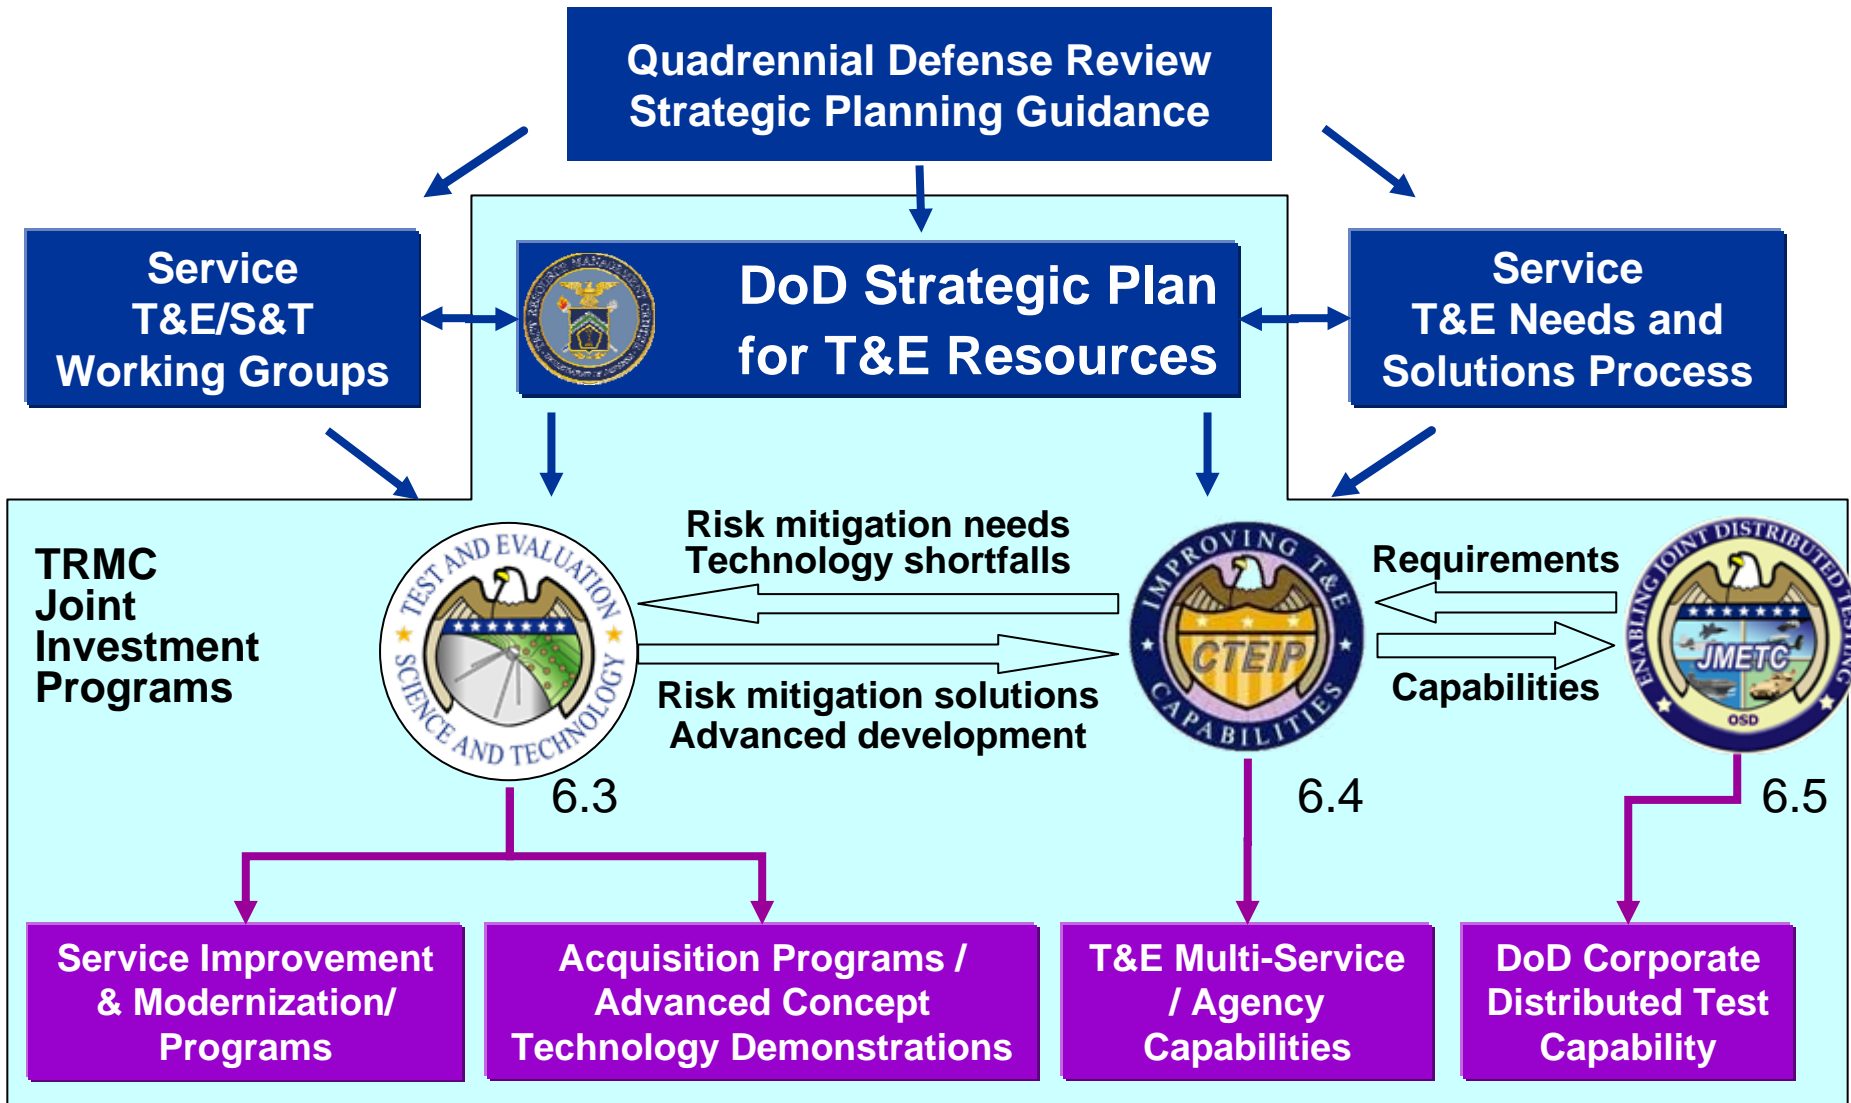 Quadrennial Defense Review
Strategic Planning Guidance
Service
T&E/S&T
Working Groups
DoD Strategic Plan
for T&E Resources
Service
T&E Needs and
Solutions Process
TRMC
Joint
Investment
Programs
TEST AND EVALUATION
SCIENCE AND TECHNOLOGY
6.3
Risk mitigation needs
Technology shortfalls
Risk mitigation solutions
Advanced development
IMPROVING T&E
CTEIP
CAPABILITIES
6.4
Requirements
Capabilities
ENABLING JOINT DISTRIBUTED TESTING
JMETC
OSD
6.5
Service Improvement
& Modernization/
Programs
Acquisition Programs /
Advanced Concept
Technology Demonstrations
T&E Multi-Service
/ Agency
Capabilities
DoD Corporate
Distributed Test
Capability